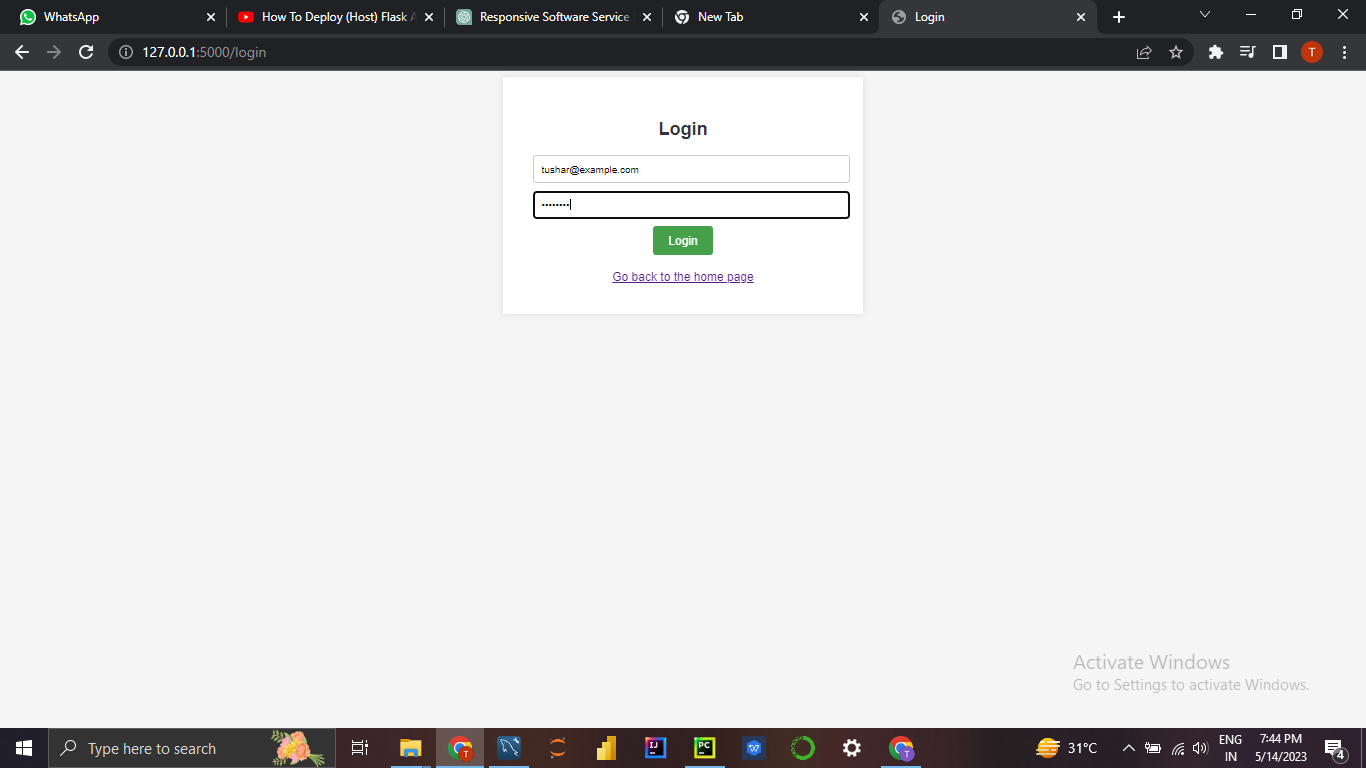 WhatsApp
How To Deploy (Host) Flask A
Responsive Software Service
New Tab
Login
127.0.0.1:5000/login
T
Login
tushar@example.com
••••••••
Login
Go back to the home page
Activate Windows
Go to Settings to activate Windows.
Type here to search
T
IJ
PC
W
T
31°C
ENG
IN
7:44 PM
5/14/2023
4